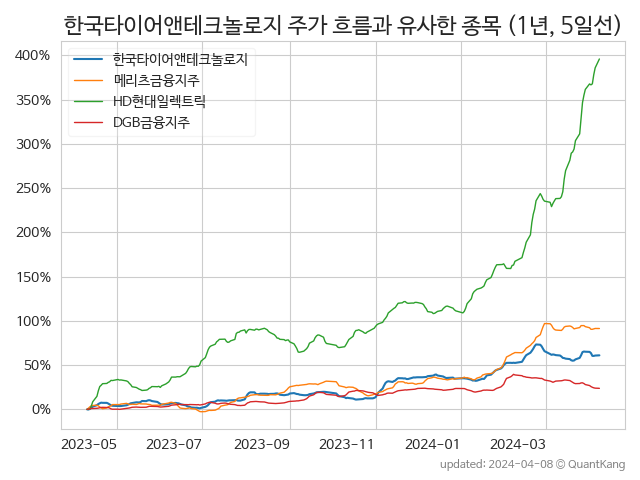 한국타이어앤테크놀로지 주가 흐름과 유사한 종목 (1년, 5일선)
400%
350%
300%
250%
200%
150%
100%
50%
0%
한국타이어앤테크놀로지
메리츠금융지주
HD현대일렉트릭
DGB금융지주
2023-05 2023-07 2023-09 2023-11 2024-01 2024-03
updated: 2024-04-08 © QuantKang